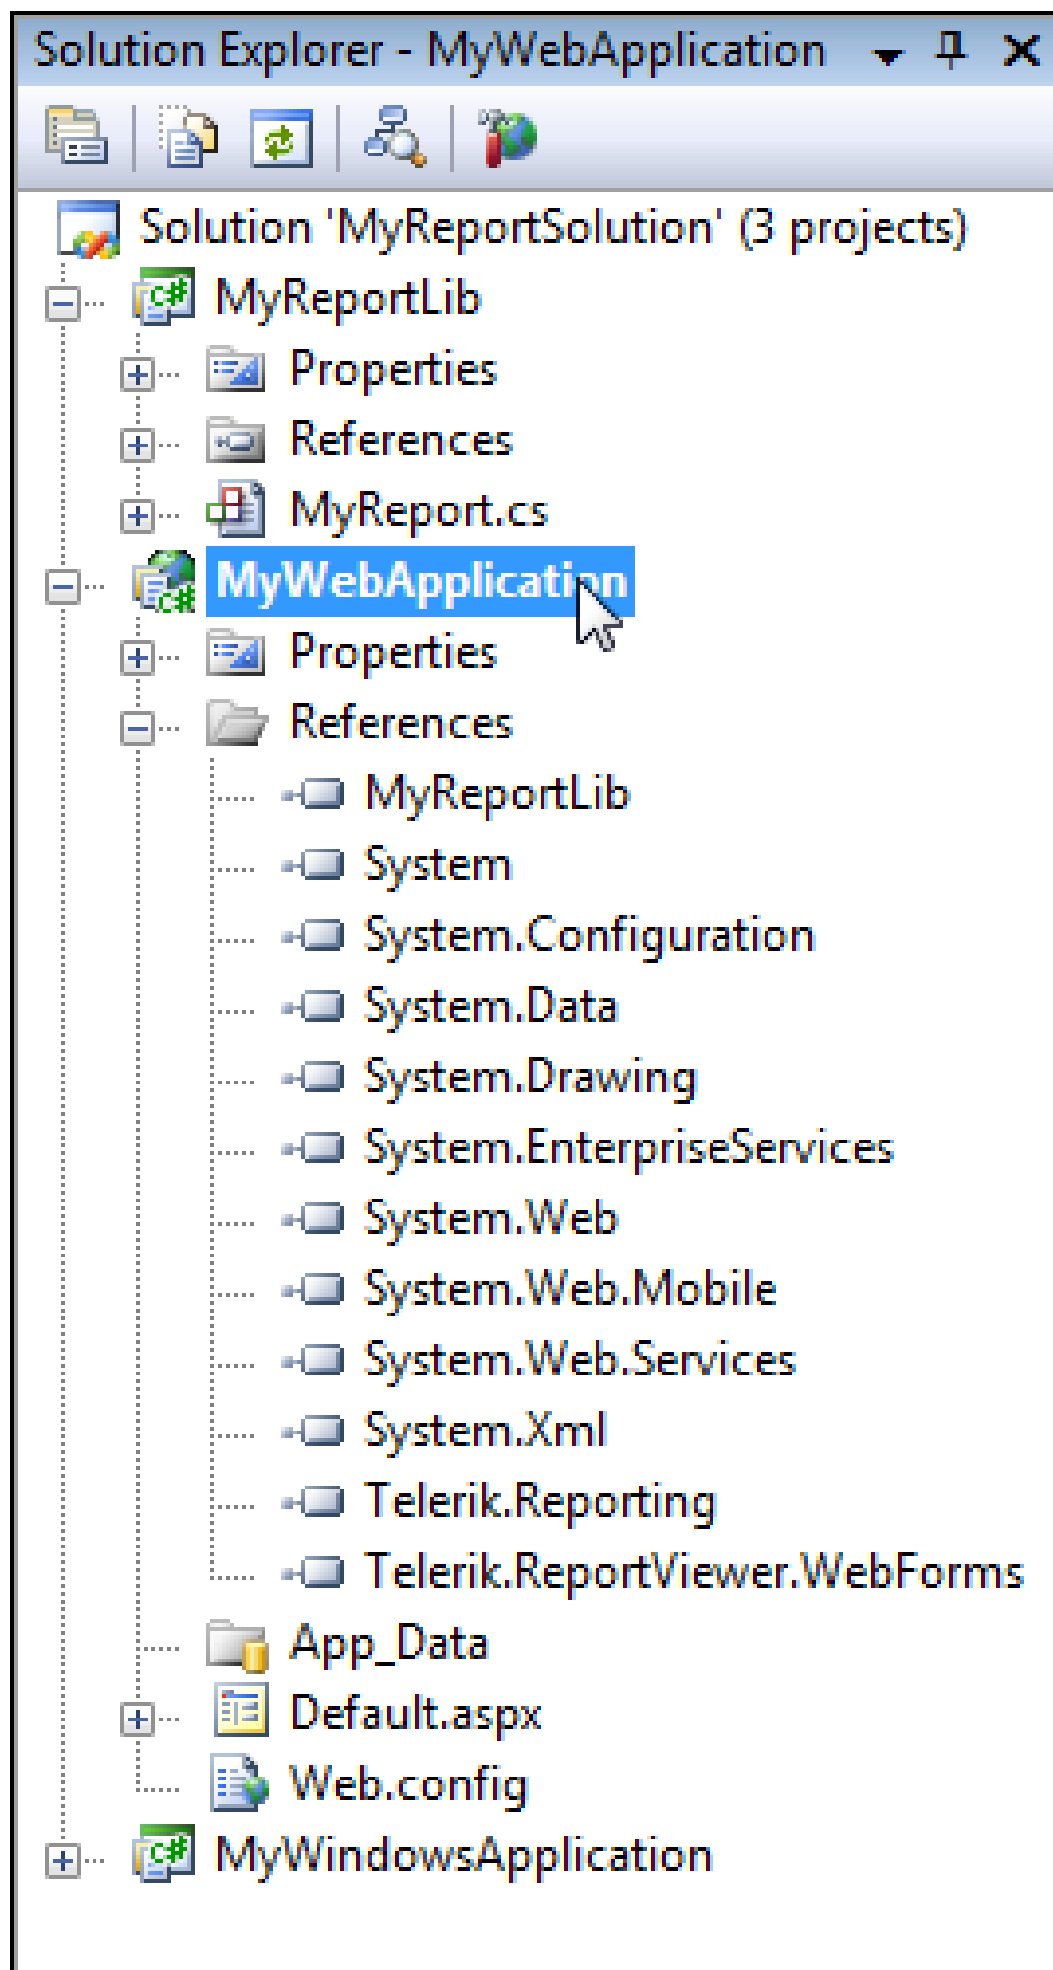 Solution Explorer - MyWebApplication
Solution 'MyReportSolution' (3 projects)
C# MyReportLib
Properties
References
MyReport.cs
C# MyWebApplication
Properties
References
MyReportLib
System
System.Configuration
System.Data
System.Drawing
System.EnterpriseServices
System.Web
System.Web.Mobile
System.Web.Services
System.Xml
Telerik.Reporting
Telerik.ReportViewer.WebForms
App_Data
Default.aspx
Web.config
C# MyWindowsApplication